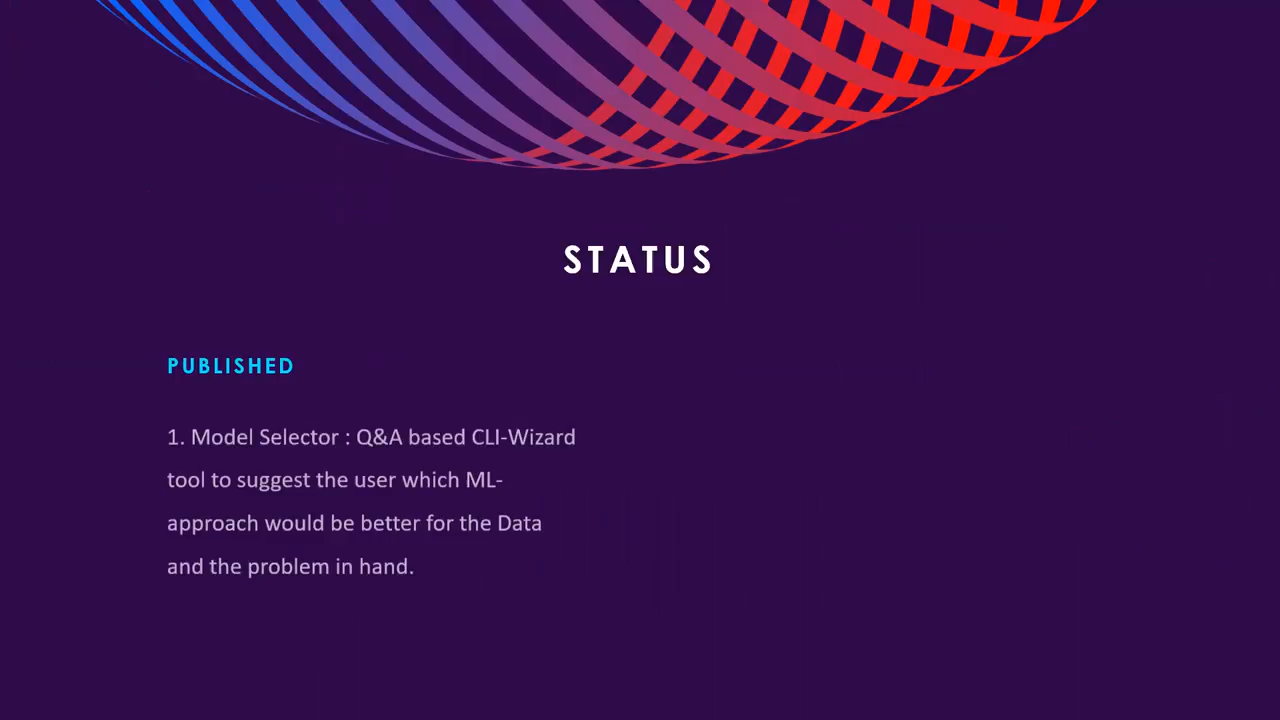 STATUS
PUBLISHED
1. Model Selector : Q&A based CLI-Wizard
tool to suggest the user which ML-
approach would be better for the Data
and the problem in hand.